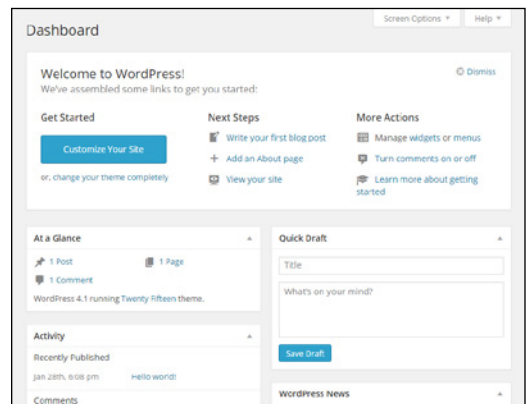 Screen Options ▼ Help ▼
Dashboard
Welcome to WordPress!
We've assembled some links to get you started:
Dismiss
Get Started
Customize Your Site
or, change your theme completely
Next Steps
Write your first blog post
Add an About page
View your site
More Actions
Manage widgets or menus
Turn comments on or off
Learn more about getting
started
At a Glance
1 Post
1 Page
1 Comment
WordPress 4.1 running Twenty Fifteen theme.
Activity
Recently Published
Jan 28th, 6:08 pm Hello world!
Comments
Quick Draft
Title
What's on your mind?
Save Draft
WordPress News